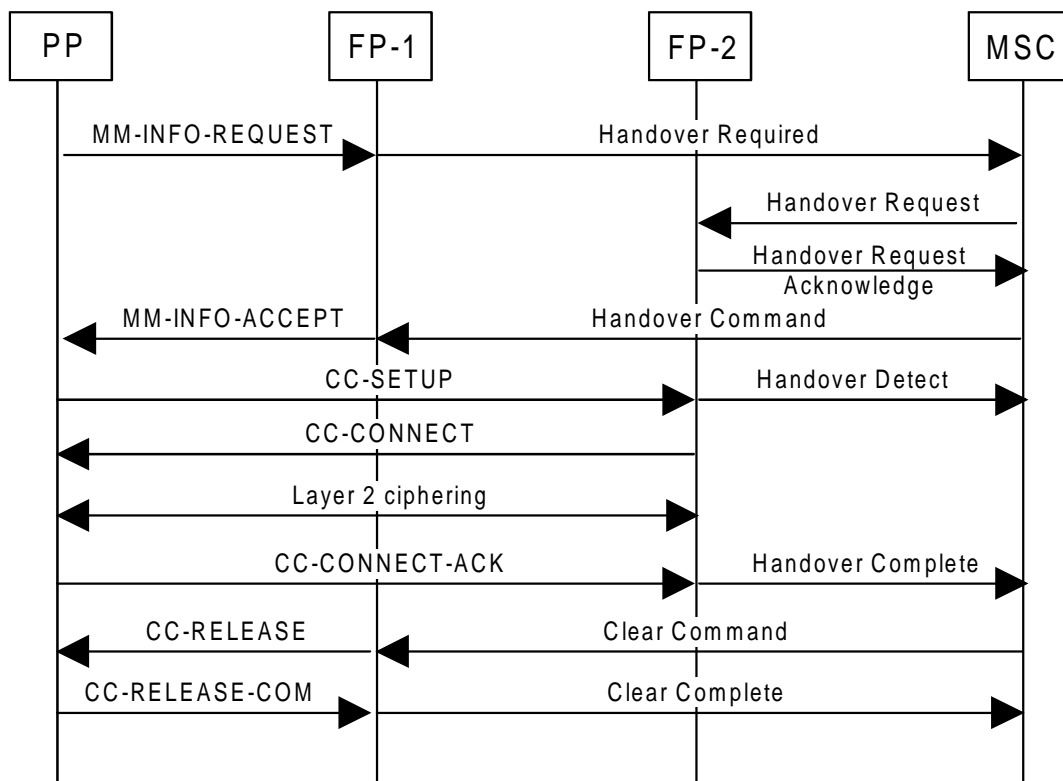 PP
FP-1
FP-2
MSC
MM-INFO-REQUEST
Handover Required
Handover Request
Handover Request
Acknowledge
MM-INFO-ACCEPT
Handover Command
CC-SETUP
Handover Detect
CC-CONNECT
Layer 2 ciphering
CC-CONNECT-ACK
Handover Complete
CC-RELEASE
Clear Command
CC-RELEASE-COM
Clear Complete